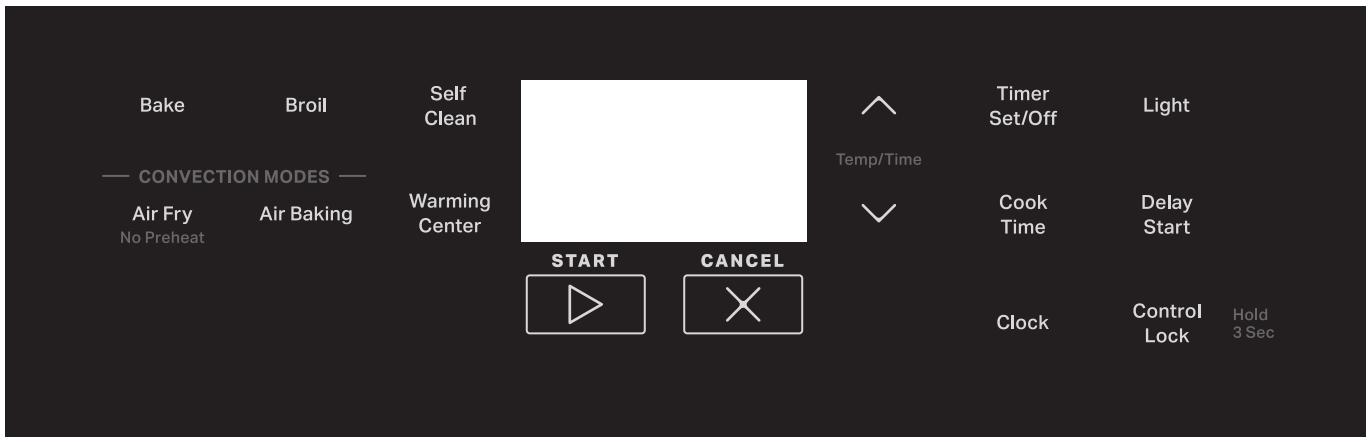 Bake
Broil
Self
Clean
CONVECTION MODES
Air Fry
No Preheat
Air Baking
Warming
Center
START
CANCEL
Temp/Time
Timer
Set/Off
Light
Cook
Time
Delay
Start
Clock
Control
Lock
Hold
3 Sec